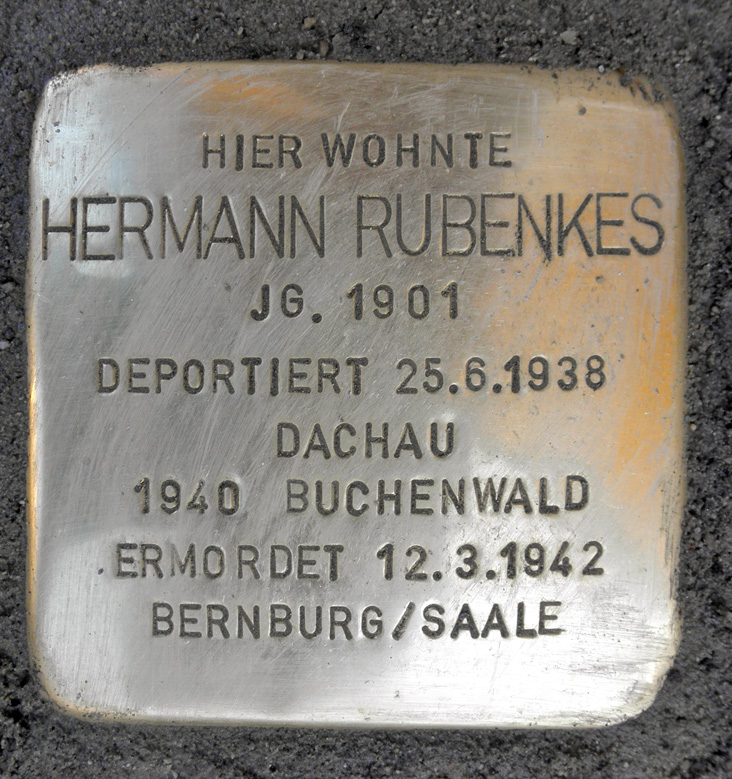 HIER WOHNTE
HERMANN RUBENKES
JG. 1901
DEPORTIERT 25.6.1938
DACHAU
1940 BUCHENWALD
ERMORDET 12.3.1942
BERNBURG/SAALE